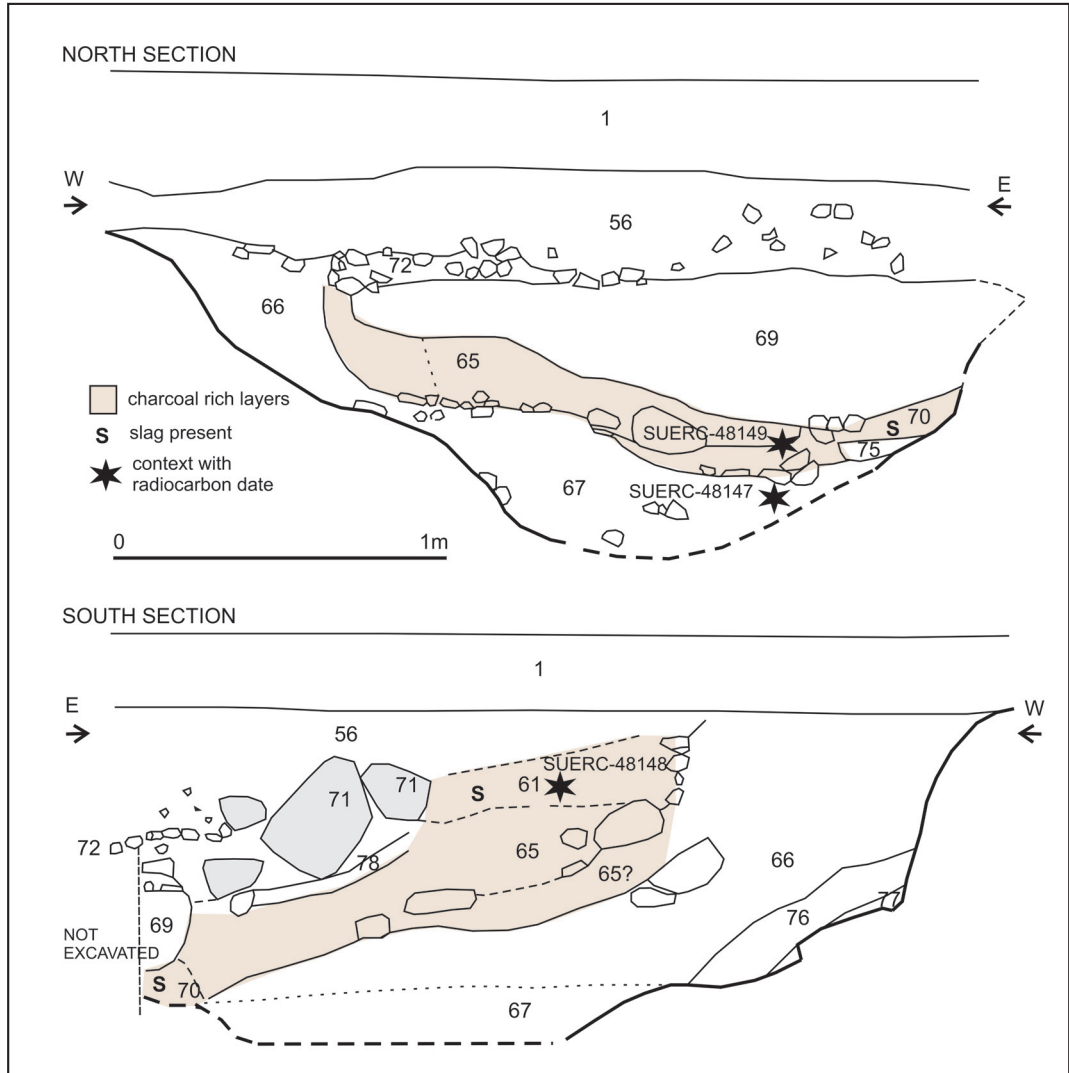 NORTH SECTION
1
W
E
56
72
66
69
65
charcoal rich layers
70
S
S slag present
SUERC-48149
75
context with
radiocarbon date
67
SUERC-48147
0 1m
SOUTH SECTION
1
E
W
56
SUERC-48148
71
71
S
61
72
78
65
66
65?
77
69
76
NOT
EXCAVATED
S
70
67